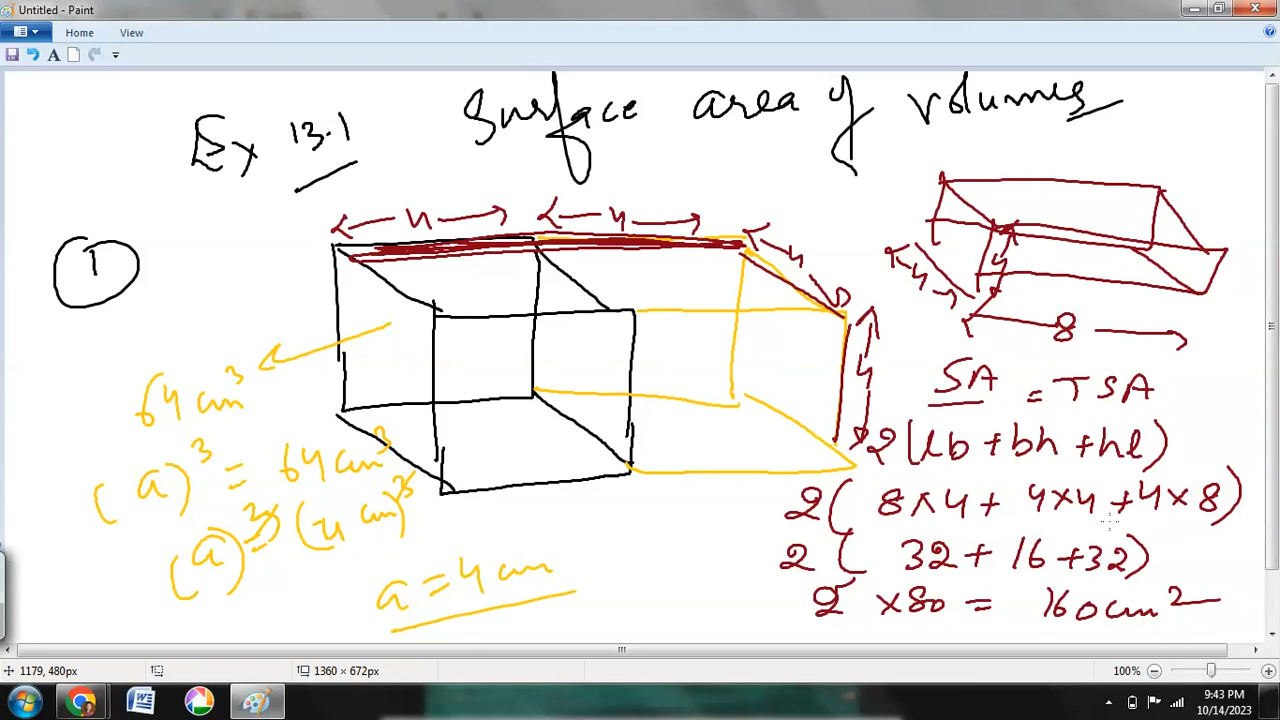 Untitled - Paint
Home View
A
Ex 13.1 Surface area of volumes
1
4 4 4 4
4 4 8
64 cm³
(a)³ = 64 cm³
(a)³ = (4 cm)³
a = 4 cm
SA = TSA
2(lb + bh + hl)
2( 8×4 + 4×4 + 4×8)
2 ( 32 + 16 + 32)
2 × 80 = 160cm²
1179, 480px 1360 × 672px 100%
W 9:43 PM
10/14/2023